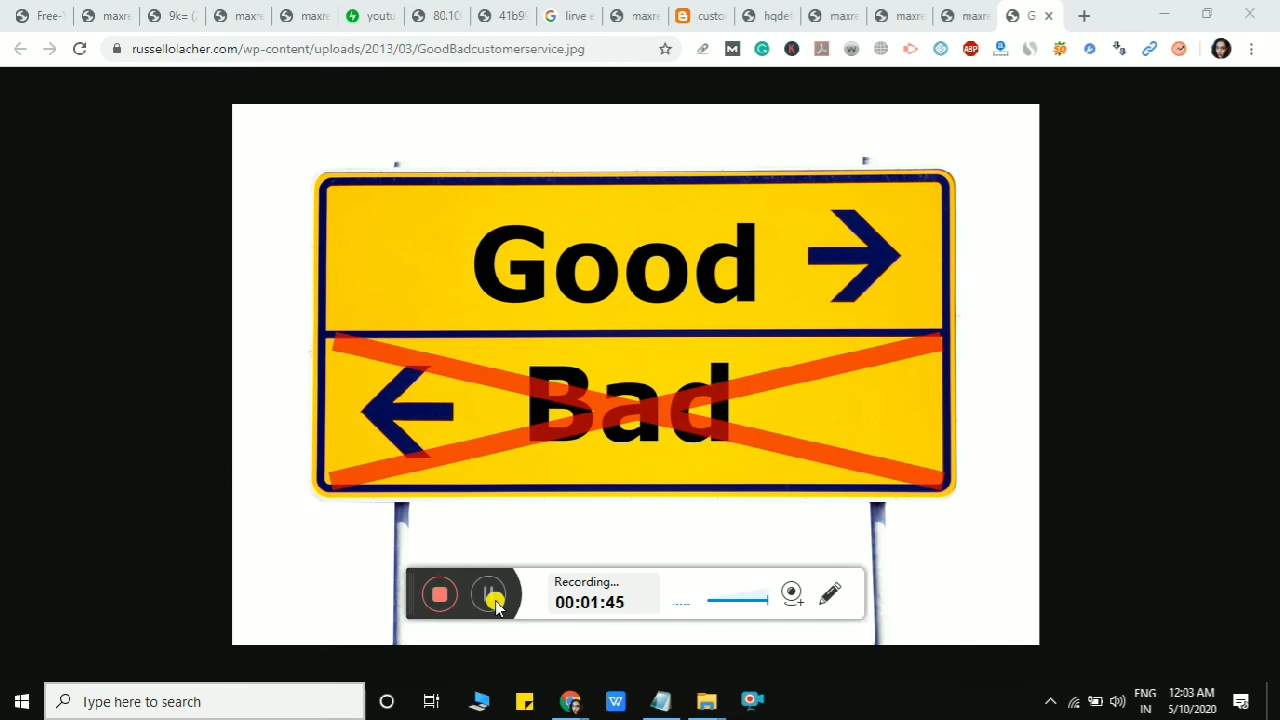 Free-
maxre
9k= (
maxre
maxre
youtu
80.10
41b9
lirve e
maxre
custo
hqdef
maxre
maxre
maxre
G
russellolacher.com/wp-content/uploads/2013/03/GoodBadcustomerservice.jpg
Good
Bad
Recording...
00:01:45
Type here to search
ENG
IN
12:03 AM
5/10/2020